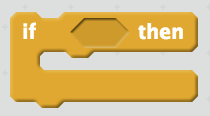 if then